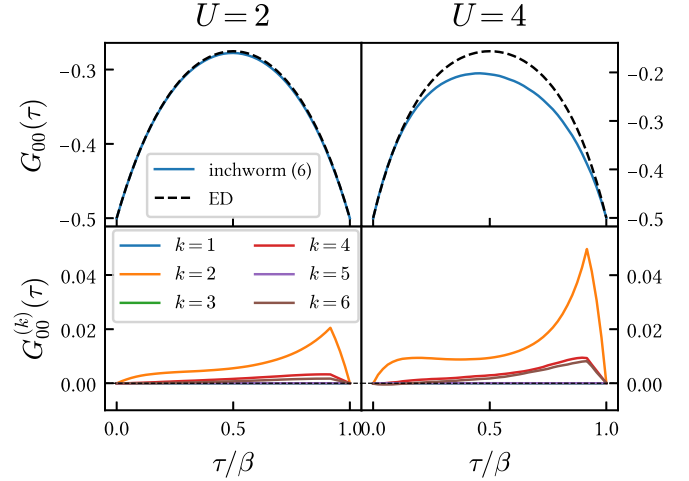 U = 2 U = 4
G₀₀(τ)
−0.3
−0.4
−0.5
inchworm (6)
ED
−0.2
−0.3
−0.4
−0.5
G₀₀⁽ᵏ⁾(τ)
0.04
0.02
0.00
k = 1 k = 4
k = 2 k = 5
k = 3 k = 6
0.04
0.02
0.00
0.0 0.5 1.0 0.0 0.5 1.0
τ/β τ/β